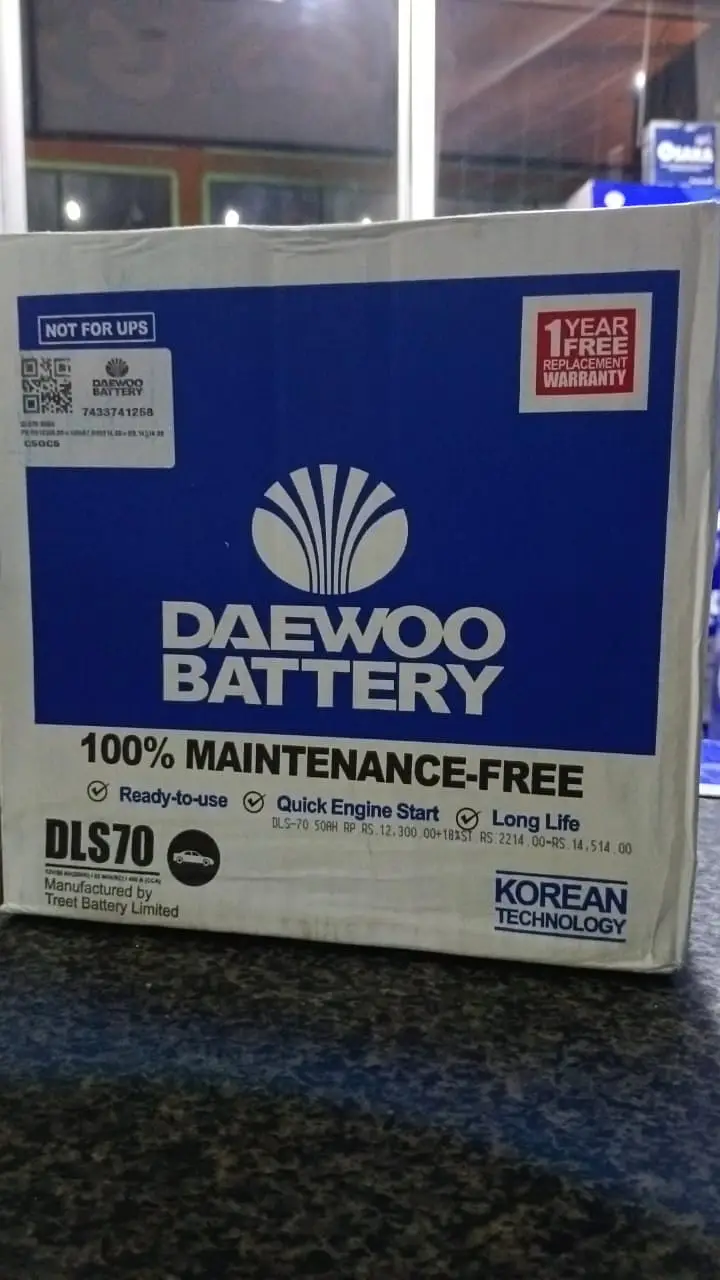 OSAKA
NOT FOR UPS
1 YEAR
FREE
REPLACEMENT
WARRANTY
DAEWOO
BATTERY
7433741258
CSOCS
DAEWOO
BATTERY
100% MAINTENANCE-FREE
Ready-to-use Quick Engine Start Long Life
DLS-70 50AH RP RS.12,300.00+18%ST RS.2214.00=RS.14,514.00
DLS70
Manufactured by
Treet Battery Limited
KOREAN
TECHNOLOGY